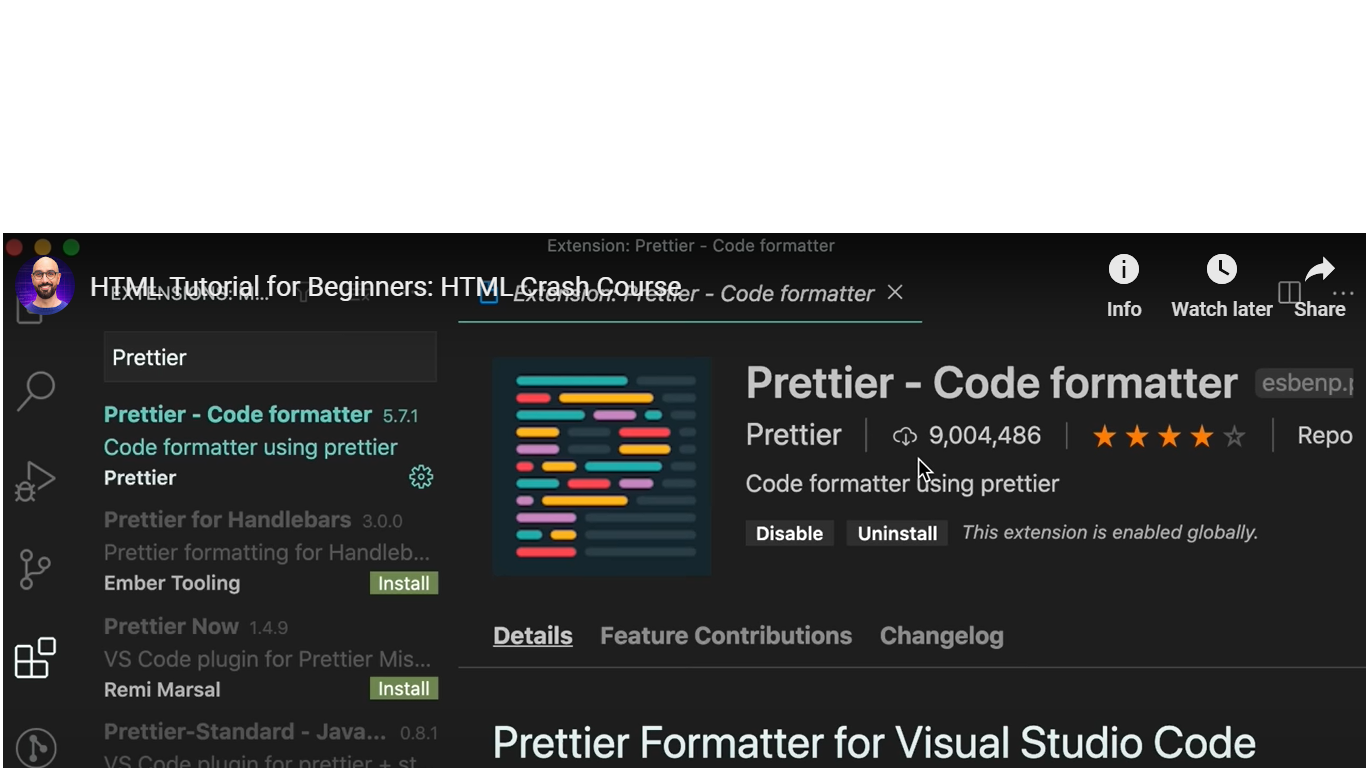 Extension: Prettier - Code formatter
HTML Tutorial for Beginners: HTML Crash Course
EXTENSIONS: M...
Extension: Prettier - Code formatter
Info
Watch later
Share
Prettier
Prettier - Code formatter 5.7.1
Code formatter using prettier
Prettier
Prettier for Handlebars 3.0.0
Prettier formatting for Handleb...
Ember Tooling Install
Prettier Now 1.4.9
VS Code plugin for Prettier Mis...
Remi Marsal Install
Prettier-Standard - Java... 0.8.1
VS Code plugin for prettier + st
Prettier - Code formatter esbenp.
Prettier 9,004,486 Repo
Code formatter using prettier
Disable Uninstall This extension is enabled globally.
Details Feature Contributions Changelog
Prettier Formatter for Visual Studio Code